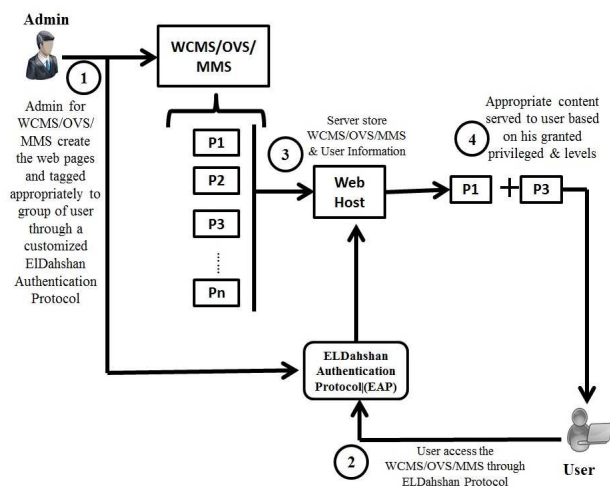 Admin
1
Admin for
WCMS/OVS/
MMS create
the web pages
and tagged
appropriately to
group of user
through a
customized
ElDahshan
Authentication
Protocol
WCMS/OVS/
MMS
P1
P2
P3
......
Pn
3
Server store
WCMS/OVS/MMS
& User Information
Web
Host
4
Appropriate content
served to user based
on his granted
privileged & levels
P1 + P3
ELDahshan
Authentication
Protocol|(EAP)
2
User access the
WCMS/OVS/MMS through
ELDahshan Protocol
User